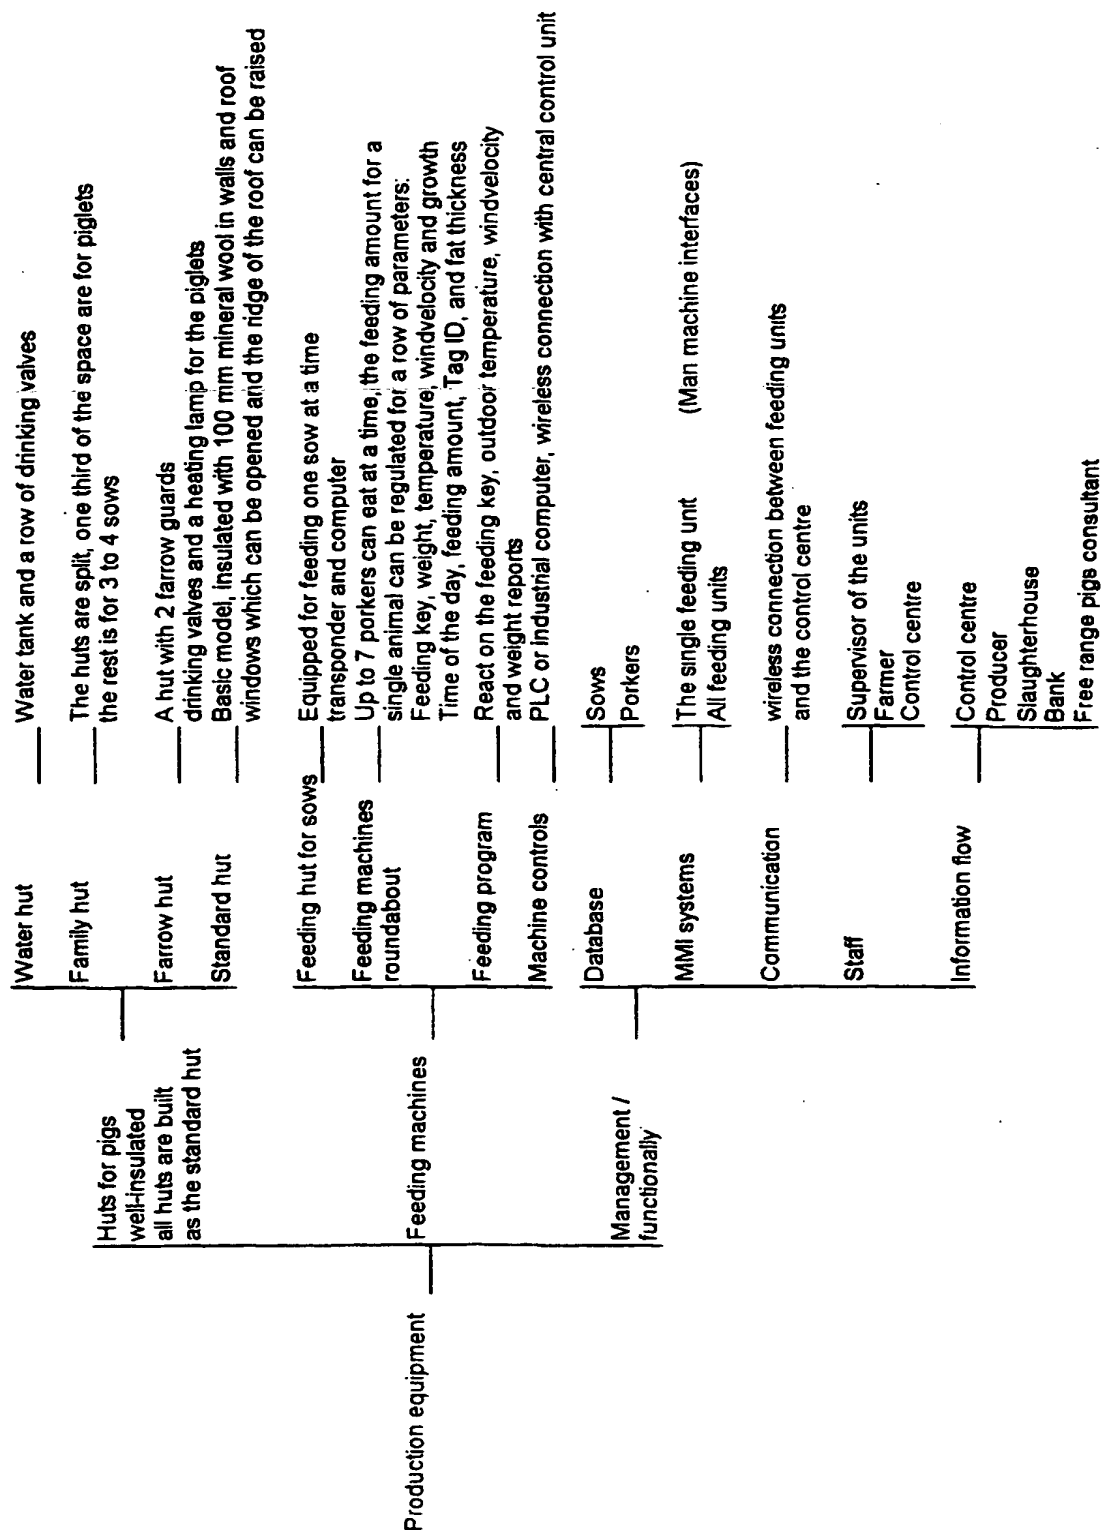 Production equipment
Huts for pigs
well-insulated
all huts are built
as the standard hut
Water hut
Water tank and a row of drinking valves
Family hut
The huts are split, one third of the space are for piglets
the rest is for 3 to 4 sows
Farrow hut
A hut with 2 farrow guards
drinking valves and a heating lamp for the piglets
Standard hut
Basic model, insulated with 100 mm mineral wool in walls and roof
windows which can be opened and the ridge of the roof can be raised
Feeding machines
Feeding hut for sows
Equipped for feeding one sow at a time
transponder and computer
Feeding machines
roundabout
Up to 7 porkers can eat at a time, the feeding amount for a
single animal can be regulated for a row of parameters:
Feeding key, weight, temperature, windvelocity and growth
Time of the day, feeding amount, Tag ID, and fat thickness
Feeding program
React on the feeding key, outdoor temperature, windvelocity
and weight reports
Machine controls
PLC or industrial computer, wireless connection with central control unit
Management /
functionally
Database
Sows
Porkers
MMI systems
The single feeding unit (Man machine interfaces)
All feeding units
Communication
wireless connection between feeding units
and the control centre
Staff
Supervisor of the units
Farmer
Control centre
Information flow
Control centre
Producer
Slaughterhouse
Bank
Free range pigs consultant